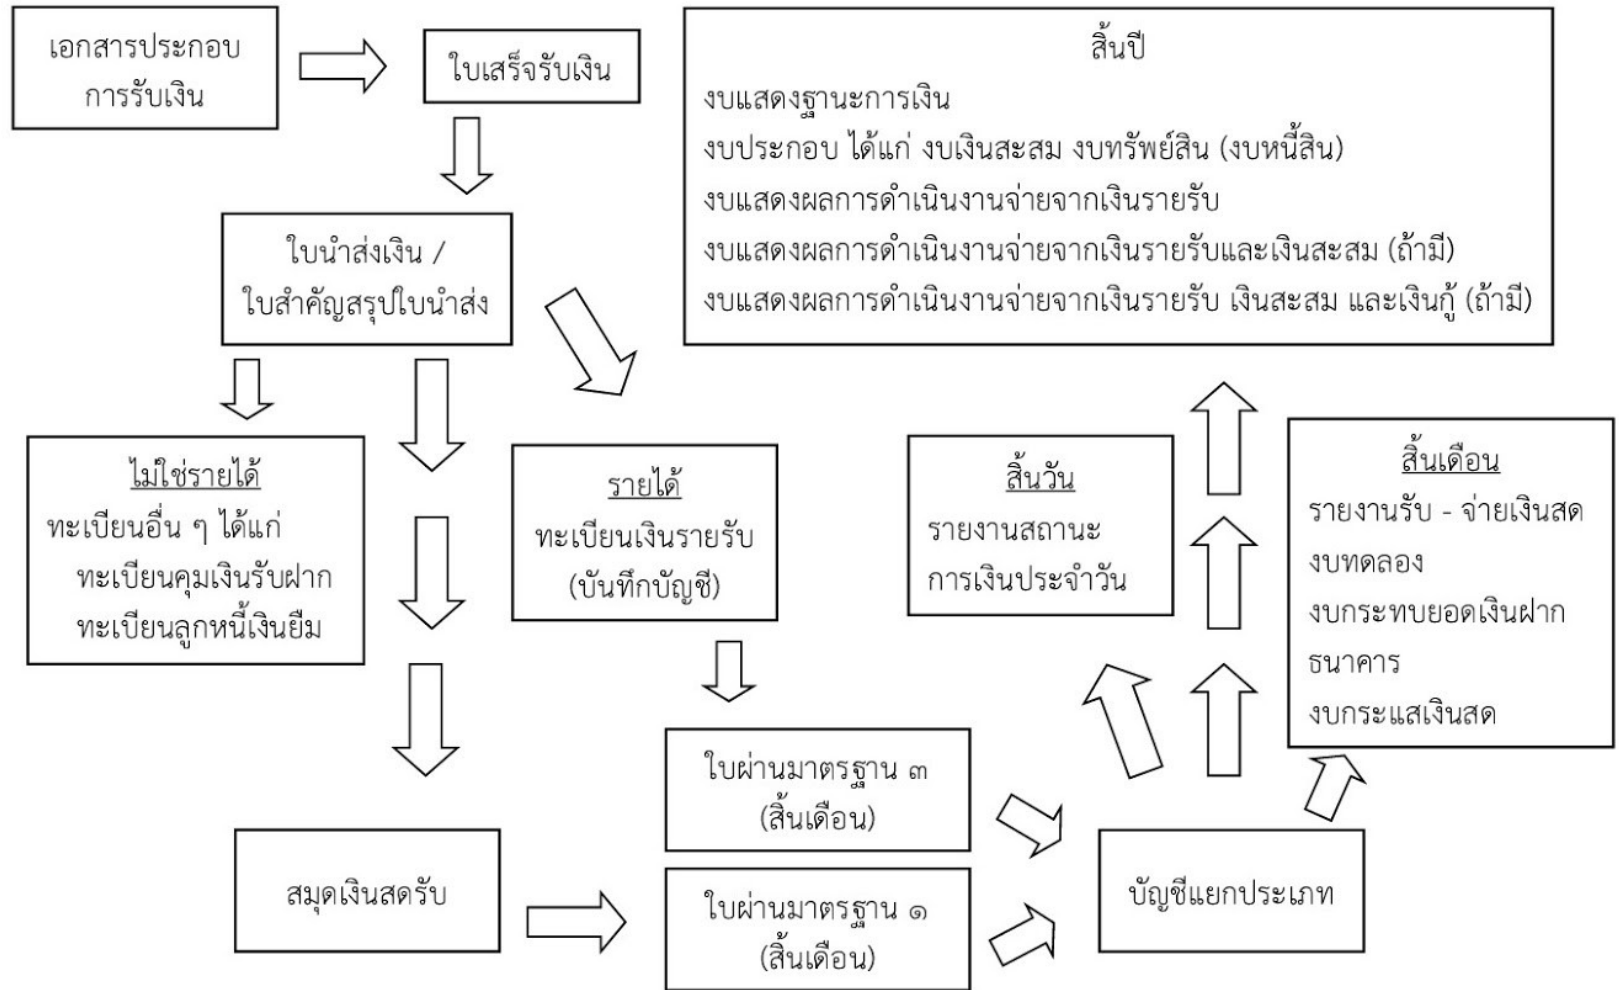 เอกสารประกอบ
การรับเงิน
ใบเสร็จรับเงิน
ใบนำส่งเงิน /
ใบสำคัญสรุปใบนำส่ง
สิ้นปี
งบแสดงฐานะการเงิน
งบประกอบ ได้แก่ งบเงินสะสม งบทรัพย์สิน (งบหนี้สิน)
งบแสดงผลการดำเนินงานจ่ายจากเงินรายรับ
งบแสดงผลการดำเนินงานจ่ายจากเงินรายรับและเงินสะสม (ถ้ามี)
งบแสดงผลการดำเนินงานจ่ายจากเงินรายรับ เงินสะสม และเงินกู้ (ถ้ามี)
ไม่ใช่รายได้
ทะเบียนอื่น ๆ ได้แก่
ทะเบียนคุมเงินรับฝาก
ทะเบียนลูกหนี้เงินยืม
รายได้
ทะเบียนเงินรายรับ
(บันทึกบัญชี)
สิ้นวัน
รายงานสถานะ
การเงินประจำวัน
สิ้นเดือน
รายงานรับ - จ่ายเงินสด
งบทดลอง
งบกระทบยอดเงินฝาก
ธนาคาร
งบกระแสเงินสด
ใบผ่านมาตรฐาน ๓
(สิ้นเดือน)
สมุดเงินสดรับ
ใบผ่านมาตรฐาน ๑
(สิ้นเดือน)
บัญชีแยกประเภท